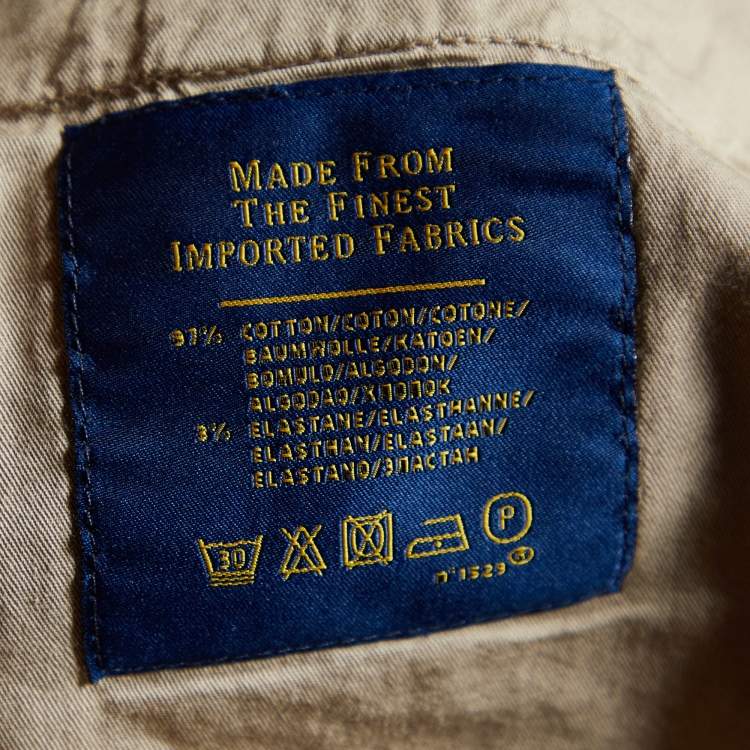 MADE FROM
THE FINEST
IMPORTED FABRICS
97% COTTON/COTON/COTONE/
BAUMWOLLE/KATOEN/
BOMULD/ALGODON/
ALGODAO/ХЛОПОК
3% ELASTANE/ELASTHANNE/
ELASTHAN/ELASTAAN/
ELASTANO/ЭЛАСТАН
30
P
n° 1523